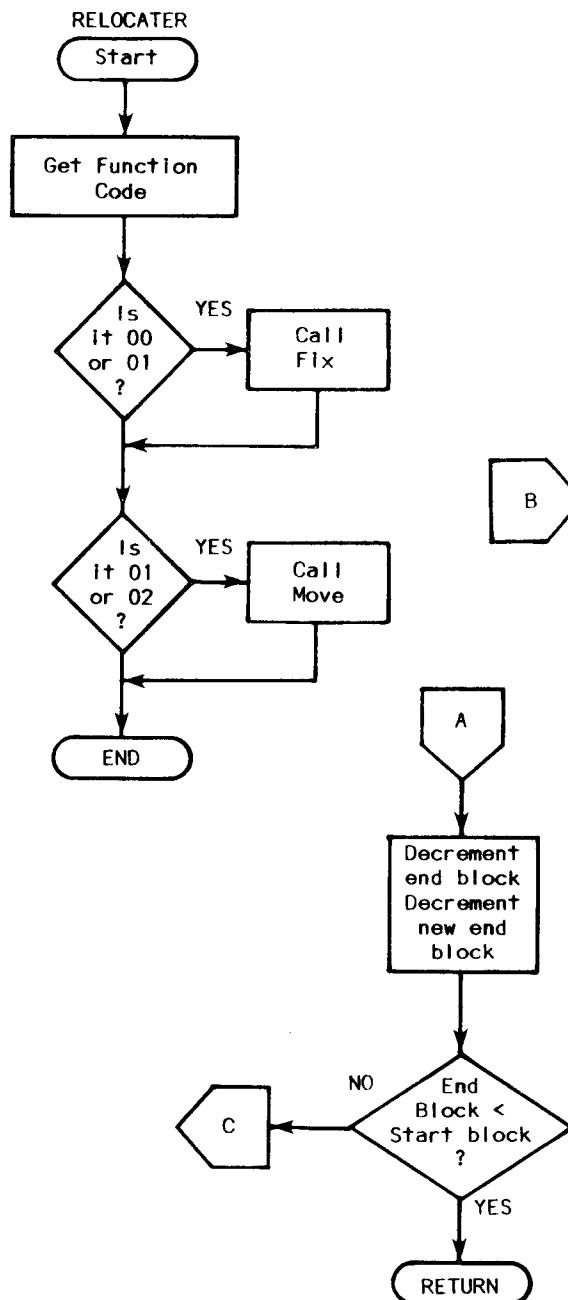 RELOCATER
Start
Get Function
Code
Is
it 00
or 01
?
YES
Call
Fix
B
Is
it 01
or 02
?
YES
Call
Move
END
A
Decrement
end block
Decrement
new end
block
End
Block <
Start block
?
NO
C
YES
RETURN